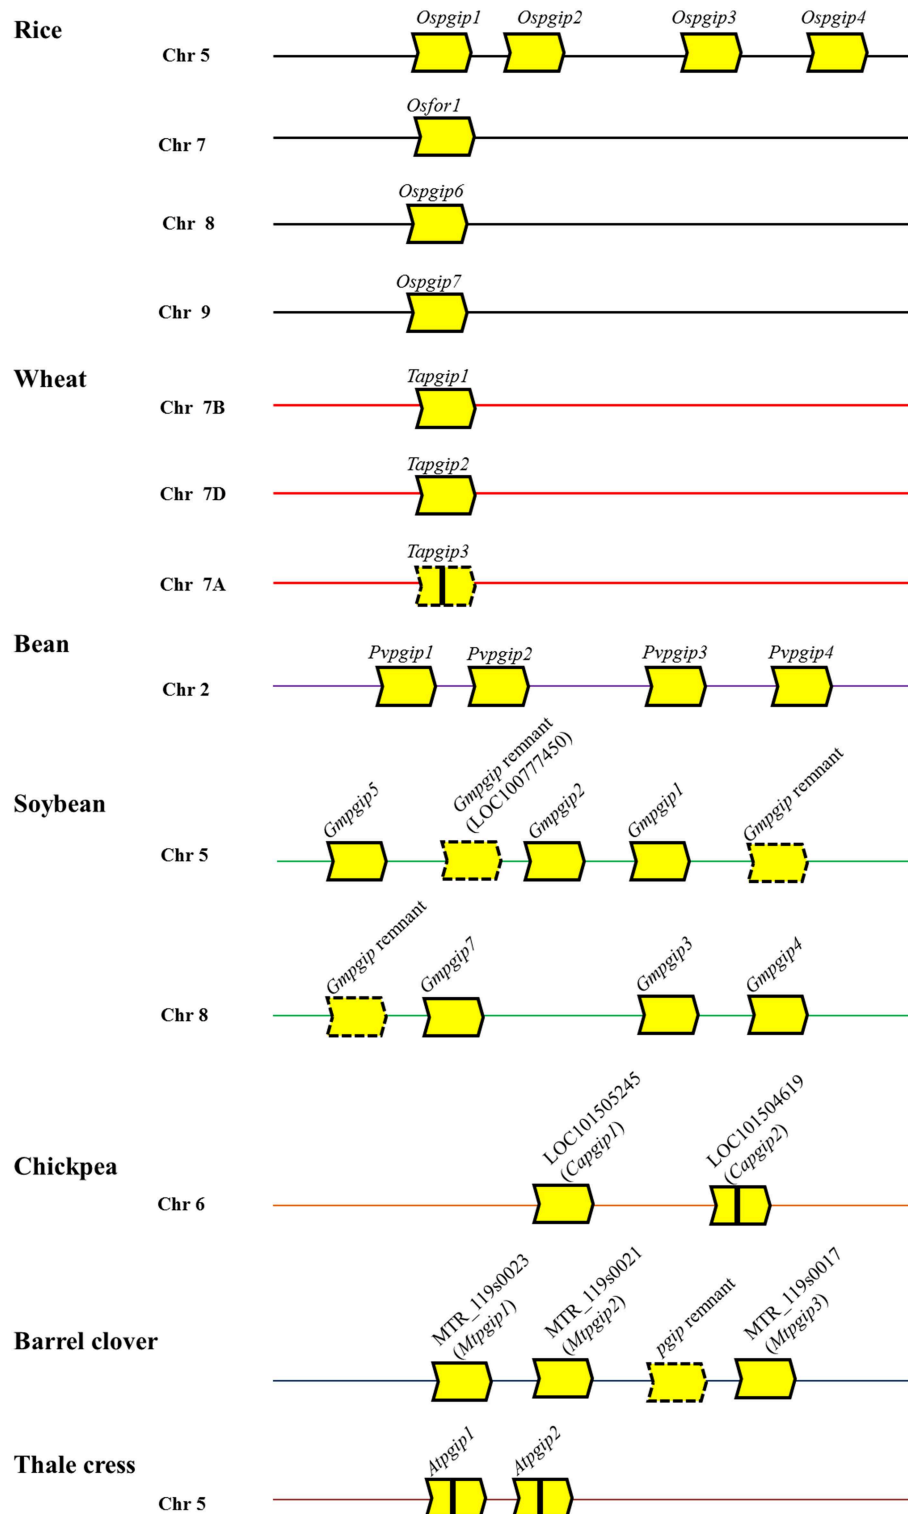 Rice
Ospgip1 Ospgip2 Ospgip3 Ospgip4
Chr 5
Osfor1
Chr 7
Ospgip6
Chr 8
Ospgip7
Chr 9
Wheat
Tapgip1
Chr 7B
Tapgip2
Chr 7D
Tapgip3
Chr 7A
Bean
Pvpgip1 Pvpgip2 Pvpgip3 Pvpgip4
Chr 2
Soybean
Gmpgip5
Gmpgip remnant
(LOC100777450)
Gmpgip2
Gmpgip1
Gmpgip remnant
Chr 5
Gmpgip remnant
Gmpgip7
Gmpgip3
Gmpgip4
Chr 8
Chickpea
LOC101505245
(Capgip1)
LOC101504619
(Capgip2)
Chr 6
Barrel clover
MTR_119s0023
(Mtpgip1)
MTR_119s0021
(Mtpgip2)
pgip remnant
MTR_119s0017
(Mtpgip3)
Thale cress
Atpgip1
Atpgip2
Chr 5